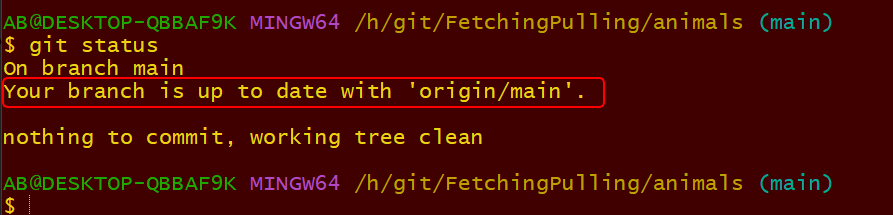 AB@DESKTOP-QBBAF9K MINGW64 /h/git/FetchingPulling/animals (main)
$ git status
On branch main
Your branch is up to date with 'origin/main'.
nothing to commit, working tree clean
AB@DESKTOP-QBBAF9K MINGW64 /h/git/FetchingPulling/animals (main)
$